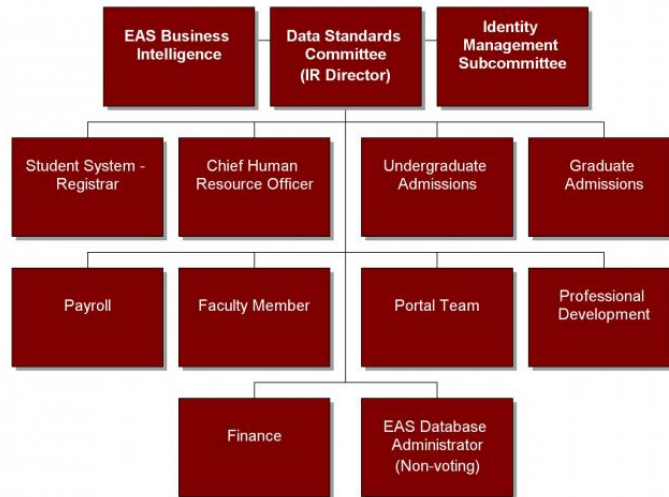 EAS Business
Intelligence
Data Standards
Committee
(IR Director)
Identity
Management
Subcommittee
Student System -
Registrar
Chief Human
Resource Officer
Undergraduate
Admissions
Graduate
Admissions
Payroll
Faculty Member
Portal Team
Professional
Development
Finance
EAS Database
Administrator
(Non-voting)